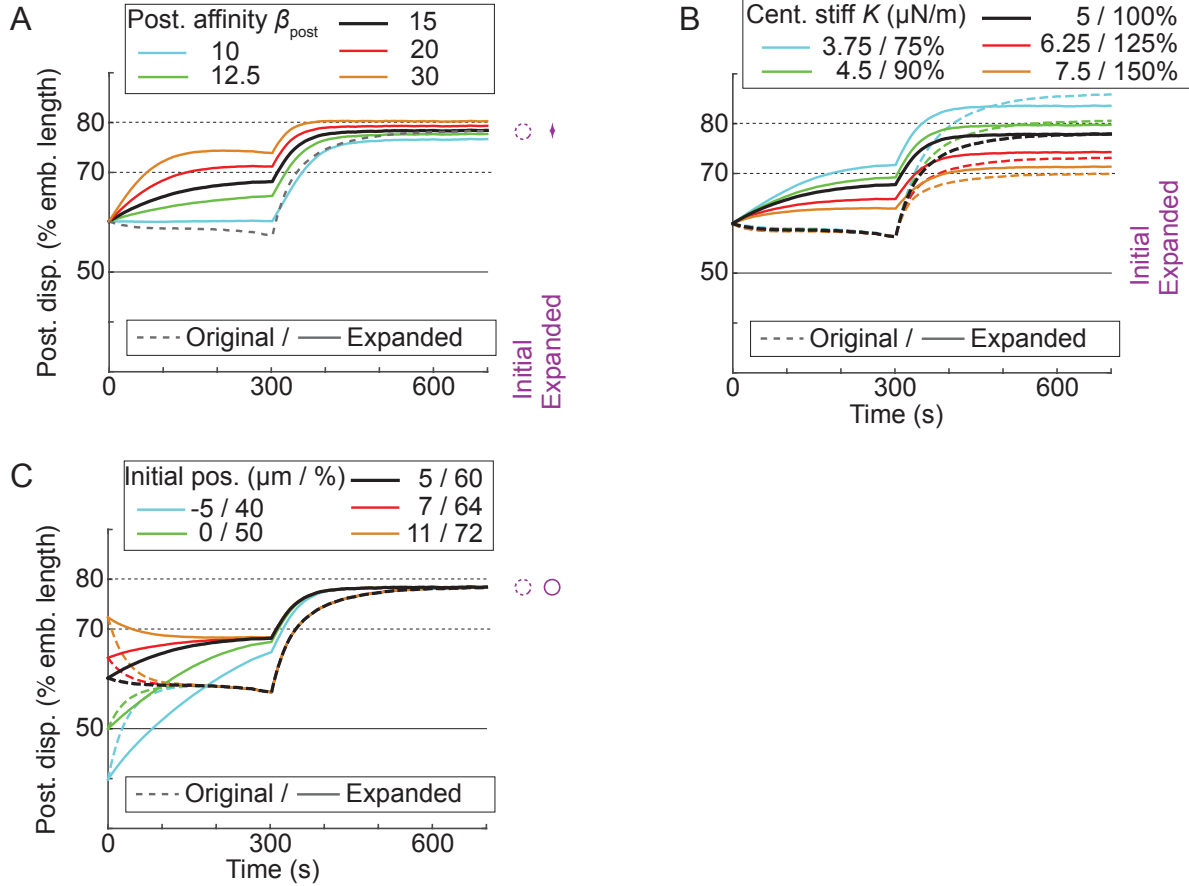 A
Post. affinity β_post
15
10
20
12.5
30
Post. disp. (% emb. length)
80
70
50
Original / Expanded
0
300
600
Initial
Expanded
B
Cent. stiff K (µN/m)
5 / 100%
3.75 / 75%
6.25 / 125%
4.5 / 90%
7.5 / 150%
80
70
50
Original / Expanded
0
300
600
Time (s)
Initial
Expanded
C
Initial pos. (µm / %)
5 / 60
-5 / 40
7 / 64
0 / 50
11 / 72
Post. disp. (% emb. length)
80
70
50
Original / Expanded
0
300
600
Time (s)